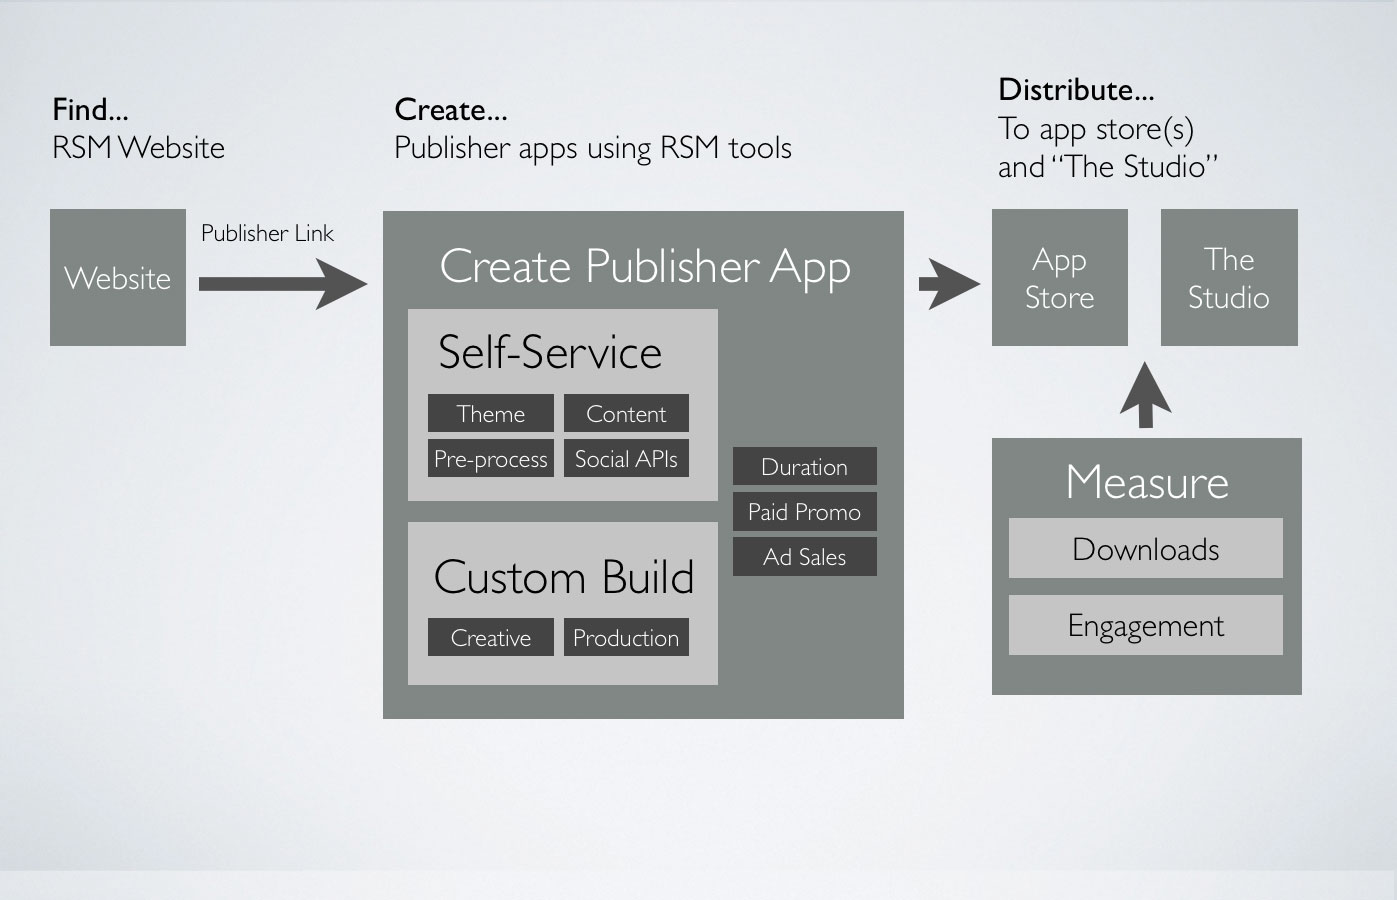 Find...
RSM Website
Create...
Publisher apps using RSM tools
Distribute...
To app store(s)
and “The Studio”
Website
Publisher Link
Create Publisher App
Self-Service
Theme
Content
Pre-process
Social APIs
Custom Build
Creative
Production
Duration
Paid Promo
Ad Sales
App
Store
The
Studio
Measure
Downloads
Engagement